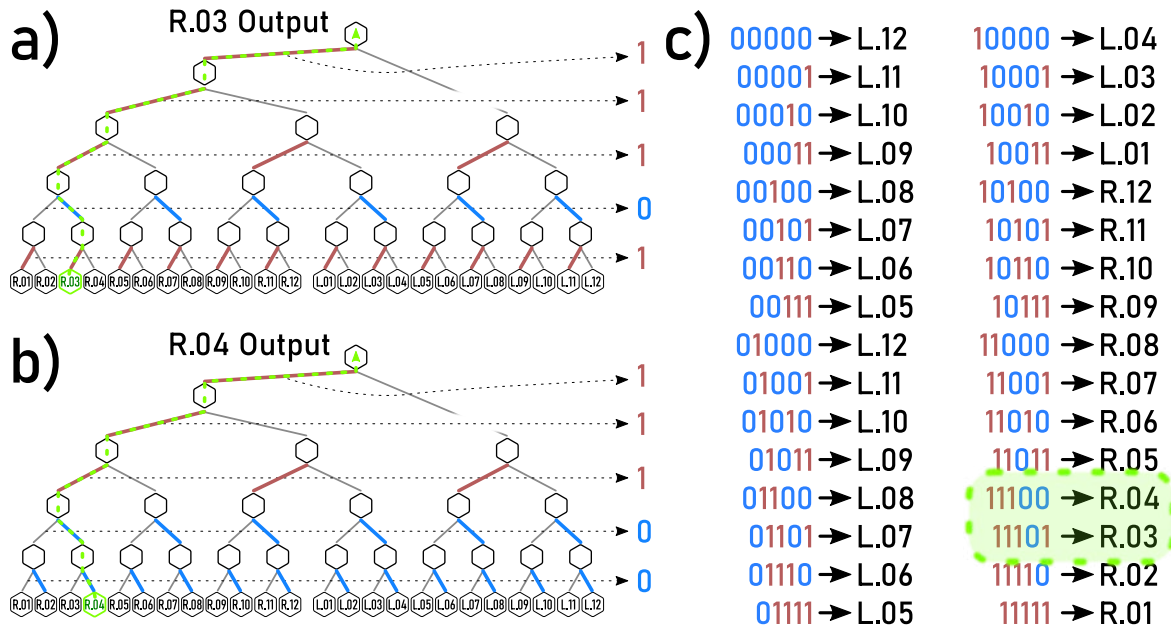 a)
R.03 Output
1
1
1
0
1
R.01 R.02 R.03 R.04 R.05 R.06 R.07 R.08 R.09 R.10 R.11 R.12 L.01 L.02 L.03 L.04 L.05 L.06 L.07 L.08 L.09 L.10 L.11 L.12
b)
R.04 Output
1
1
1
0
0
R.01 R.02 R.03 R.04 R.05 R.06 R.07 R.08 R.09 R.10 R.11 R.12 L.01 L.02 L.03 L.04 L.05 L.06 L.07 L.08 L.09 L.10 L.11 L.12
c)
00000 → L.12
00001 → L.11
00010 → L.10
00011 → L.09
00100 → L.08
00101 → L.07
00110 → L.06
00111 → L.05
01000 → L.12
01001 → L.11
01010 → L.10
01011 → L.09
01100 → L.08
01101 → L.07
01110 → L.06
01111 → L.05
10000 → L.04
10001 → L.03
10010 → L.02
10011 → L.01
10100 → R.12
10101 → R.11
10110 → R.10
10111 → R.09
11000 → R.08
11001 → R.07
11010 → R.06
11011 → R.05
11100 → R.04
11101 → R.03
11110 → R.02
11111 → R.01